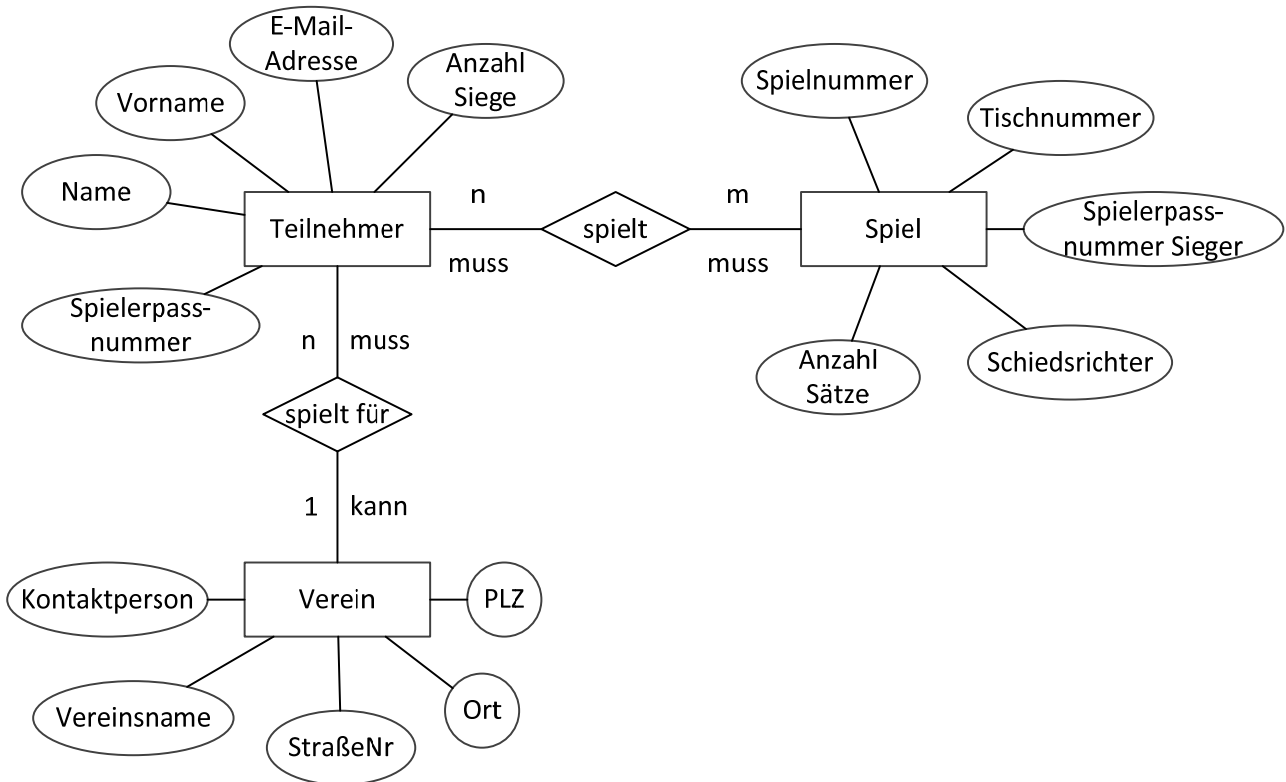 E-Mail-
Adresse
Anzahl
Siege
Vorname
Name
Teilnehmer
Spielerpass-
nummer
n
muss
spielt
m
muss
Spielnummer
Tischnummer
Spiel
Spielerpass-
nummer Sieger
Schiedsrichter
Anzahl
Sätze
n muss
spielt für
1 kann
Kontaktperson
Verein
PLZ
Vereinsname
StraßeNr
Ort